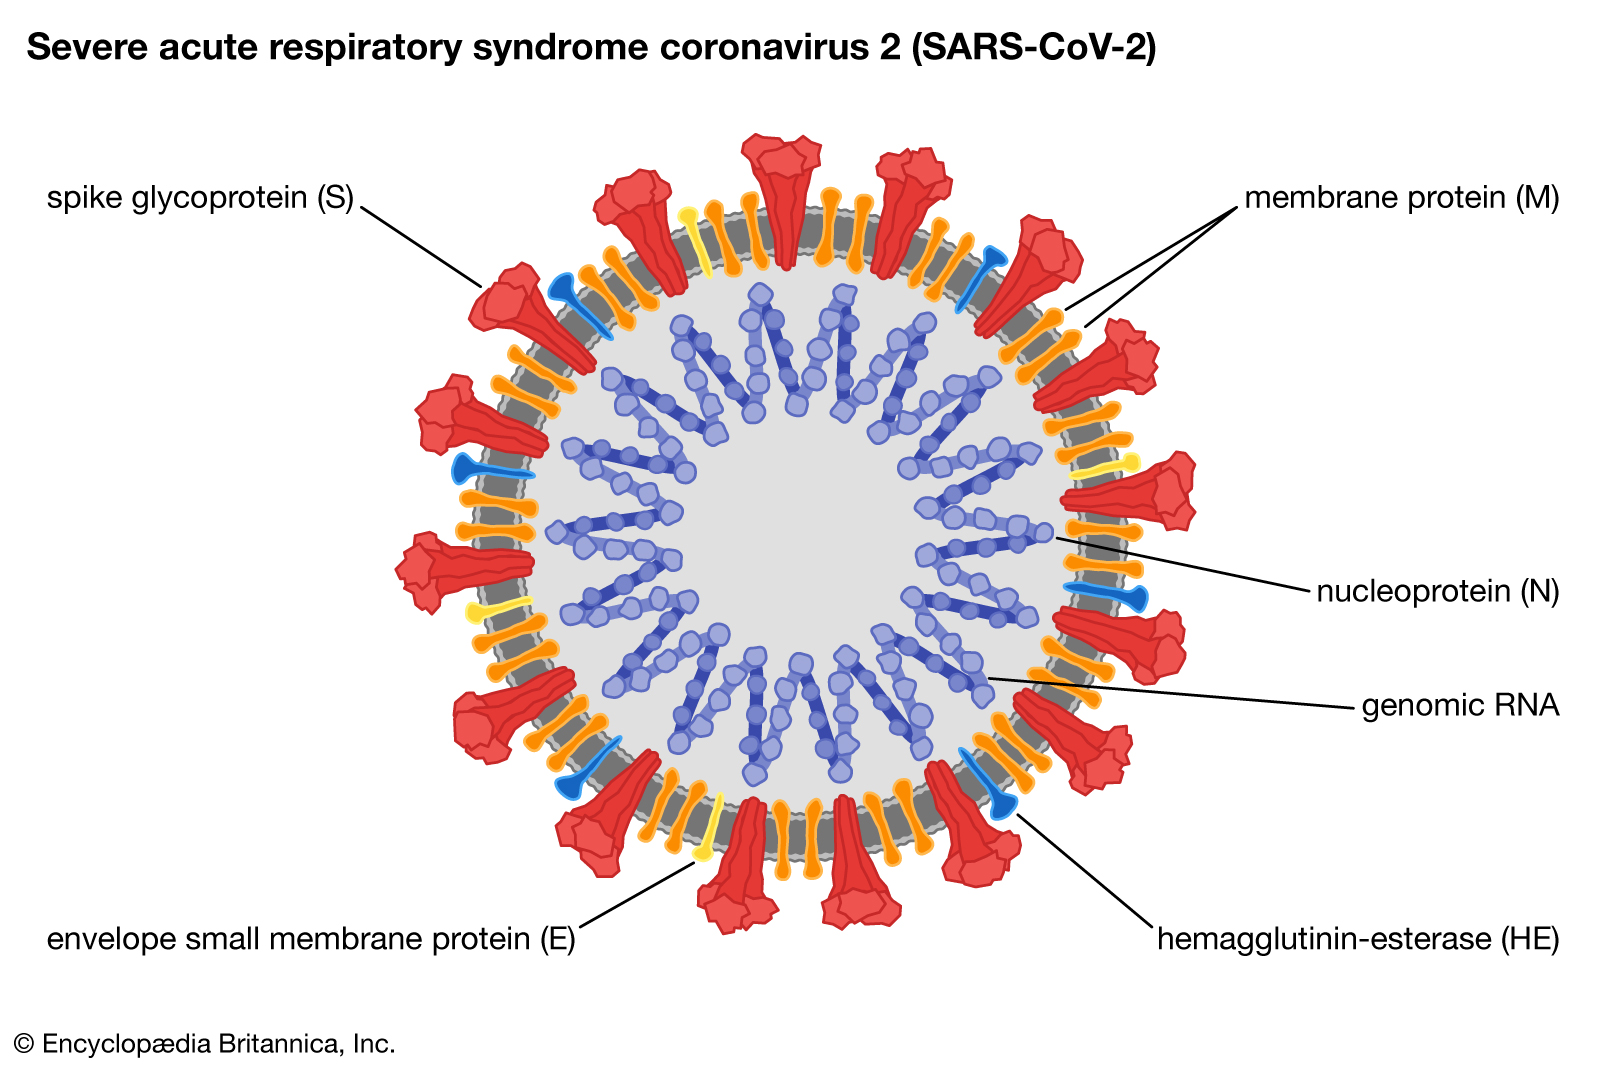 Severe acute respiratory syndrome coronavirus 2 (SARS-CoV-2)
spike glycoprotein (S)
membrane protein (M)
nucleoprotein (N)
genomic RNA
envelope small membrane protein (E)
hemagglutinin-esterase (HE)
© Encyclopædia Britannica, Inc.